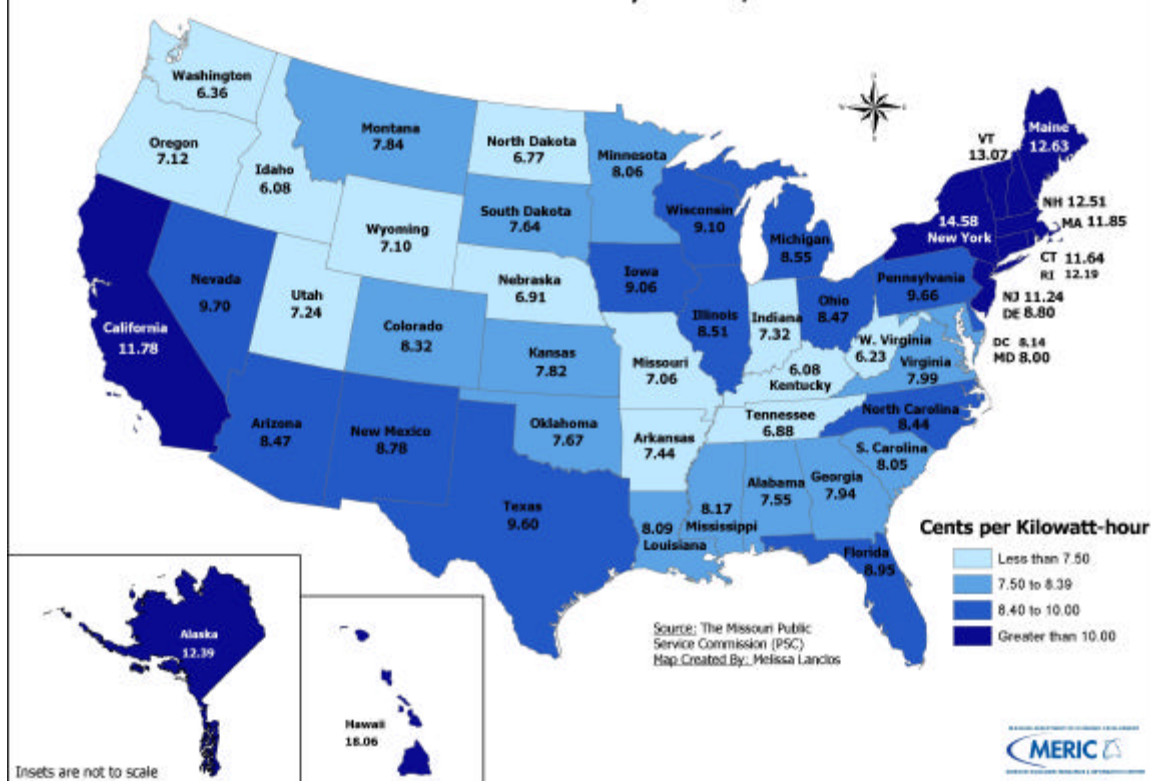 Washington
6.36
Oregon
7.12
Idaho
6.08
Montana
7.84
North Dakota
6.77
Minnesota
8.06
South Dakota
7.64
Wyoming
7.10
Nebraska
6.91
Nevada
9.70
Utah
7.24
California
11.78
Colorado
8.32
Kansas
7.82
Iowa
9.06
Wisconsin
9.10
Michigan
8.55
Illinois
8.51
Indiana
7.32
Ohio
8.47
Pennsylvania
9.66
14.58
New York
VT
13.07
Maine
12.63
NH 12.51
MA 11.85
CT 11.64
RI 12.19
NJ 11.24
DE 8.80
DC 8.14
MD 8.00
W. Virginia
6.23
Virginia
7.99
6.08
Kentucky
Missouri
7.06
Tennessee
6.88
North Carolina
8.44
S. Carolina
8.05
Arizona
8.47
New Mexico
8.78
Oklahoma
7.67
Arkansas
7.44
Texas
9.60
8.09
Louisiana
8.17
Mississippi
Alabama
7.55
Georgia
7.94
Florida
8.95
Cents per Kilowatt-hour
Less than 7.50
7.50 to 8.39
8.40 to 10.00
Greater than 10.00
Alaska
12.39
Hawaii
18.06
Insets are not to scale
Source: The Missouri Public
Service Commission (PSC)
Map Created By: Melissa Lanclos
MERIC